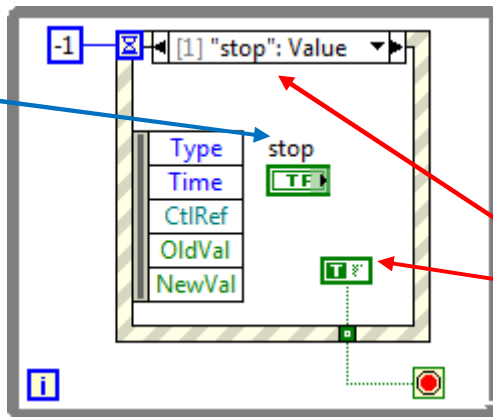 -1
[1] "stop": Value
Type
stop
Time
TF
CtlRef
OldVal
T
NewVal
i